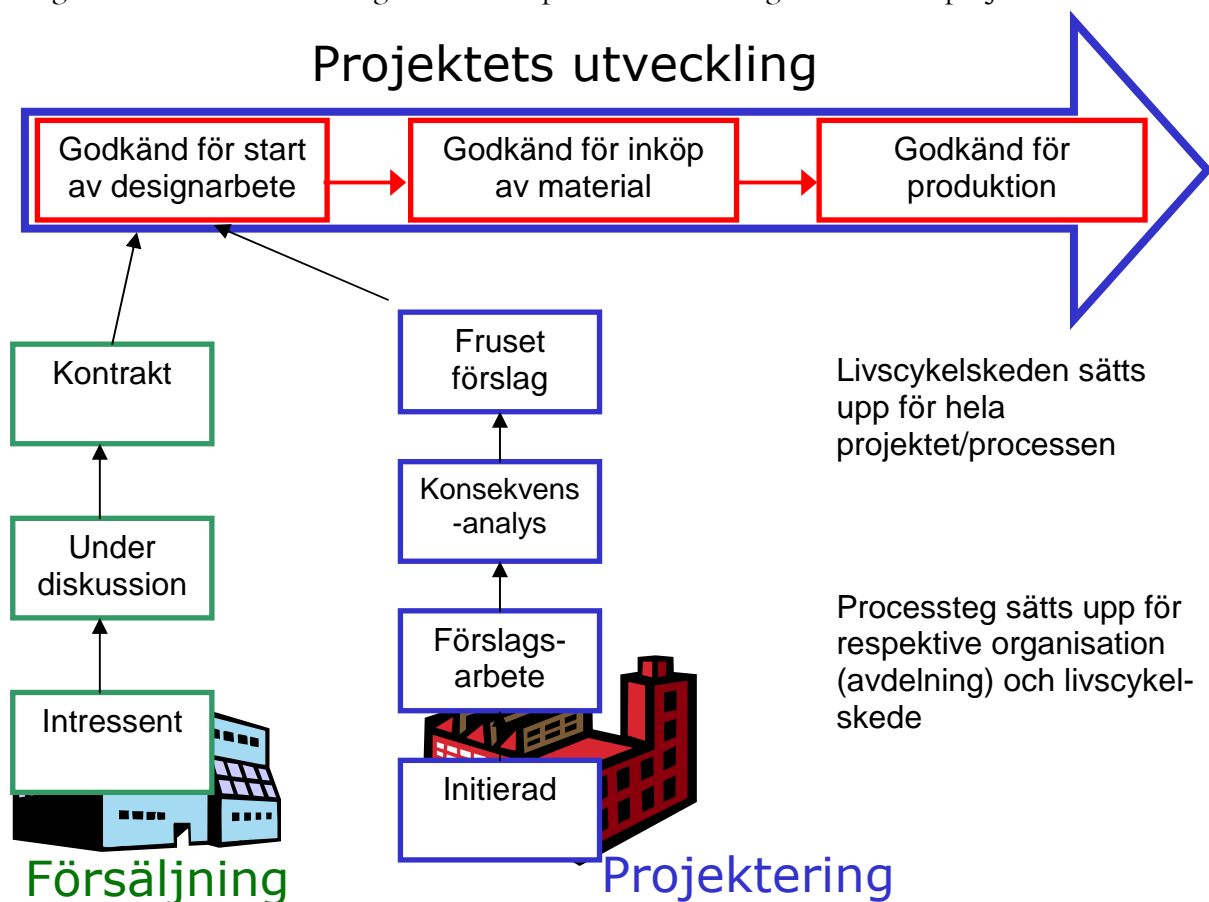 Projektets utveckling
Godkänd för start
av designarbete
Godkänd för inköp
av material
Godkänd för
produktion
Kontrakt
Under
diskussion
Intressent
Försäljning
Fruset
förslag
Konsekvens
-analys
Förslags-
arbete
Initierad
Projektering
Livscykelskeden sätts
upp för hela
projektet/processen
Processteg sätts upp för
respektive organisation
(avdelning) och livscykel-
skede